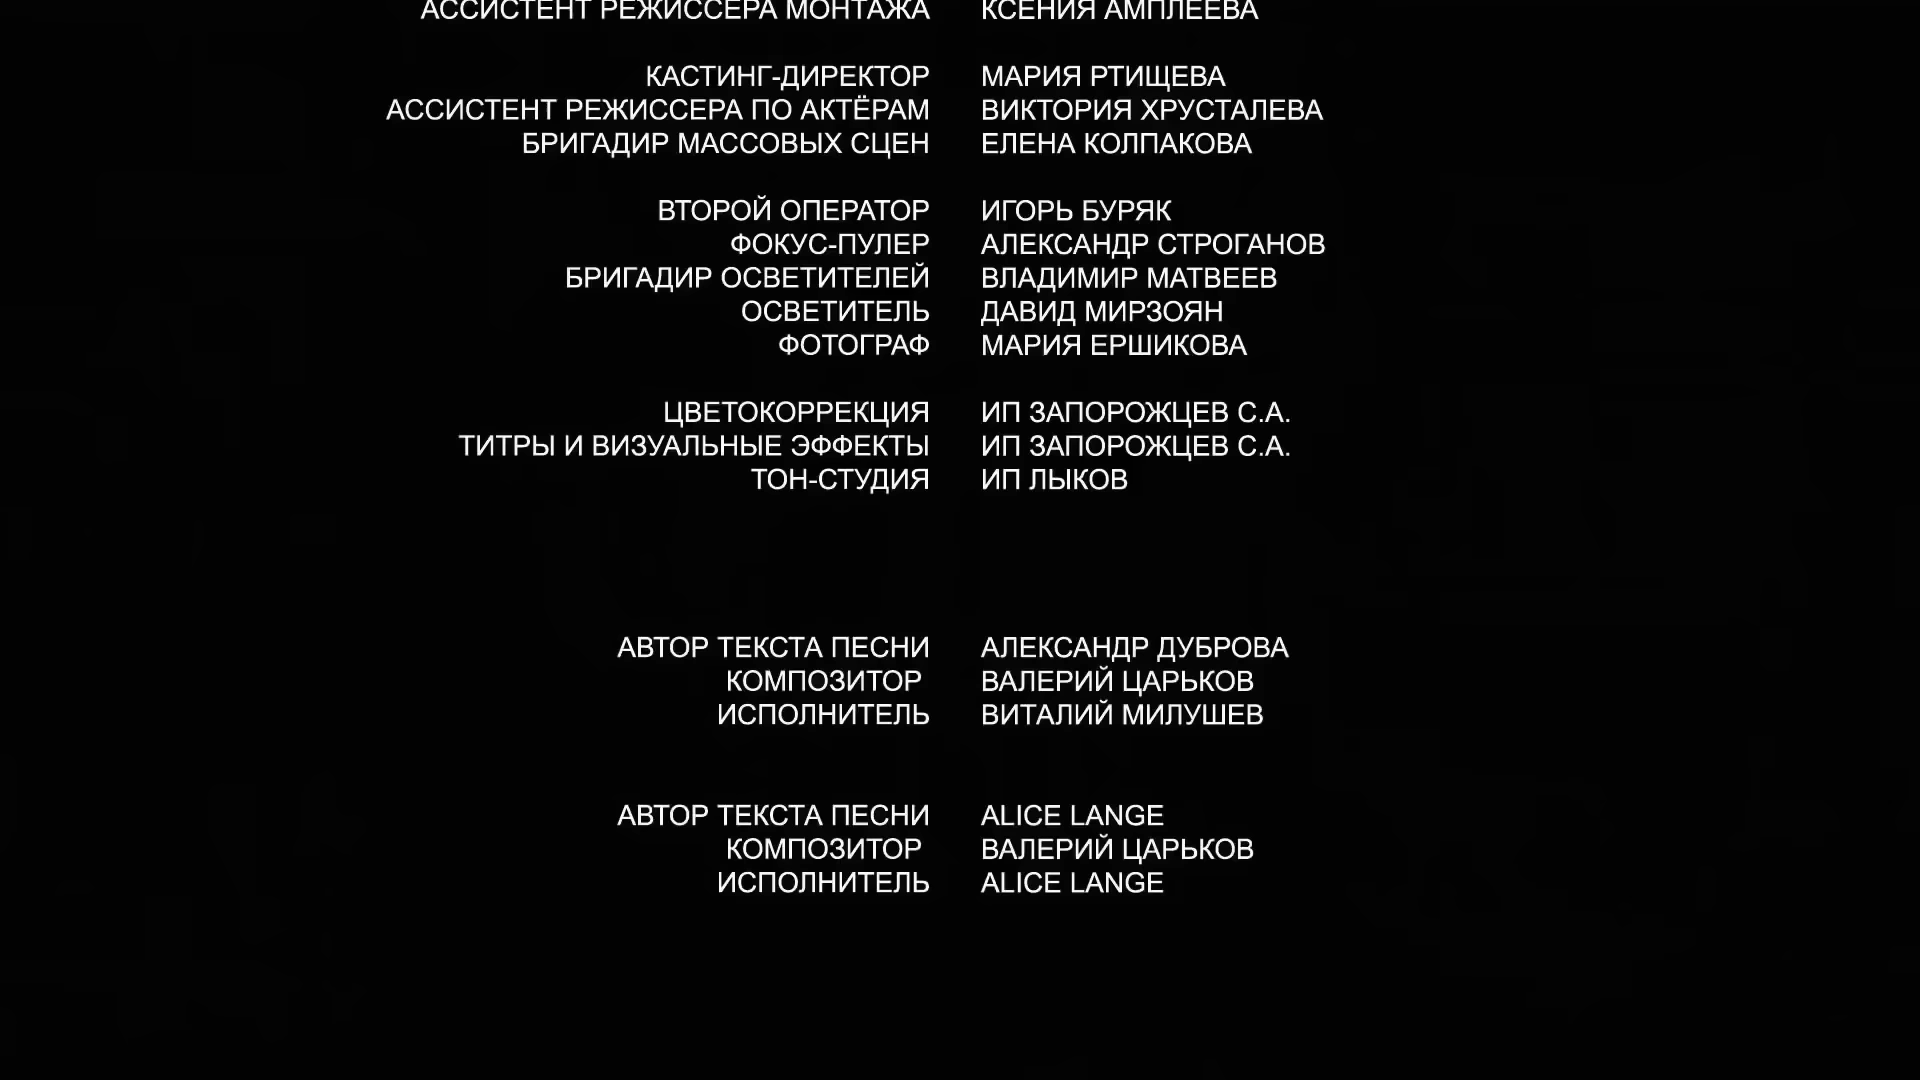 АССИСТЕНТ РЕЖИССЕРА МОНТАЖА КСЕНИЯ АМПЛЕЕВА
КАСТИНГ-ДИРЕКТОР МАРИЯ РТИЩЕВА
АССИСТЕНТ РЕЖИССЕРА ПО АКТЁРАМ ВИКТОРИЯ ХРУСТАЛЕВА
БРИГАДИР МАССОВЫХ СЦЕН ЕЛЕНА КОЛПАКОВА
ВТОРОЙ ОПЕРАТОР ИГОРЬ БУРЯК
ФОКУС-ПУЛЕР АЛЕКСАНДР СТРОГАНОВ
БРИГАДИР ОСВЕТИТЕЛЕЙ ВЛАДИМИР МАТВЕЕВ
ОСВЕТИТЕЛЬ ДАВИД МИРЗОЯН
ФОТОГРАФ МАРИЯ ЕРШИКОВА
ЦВЕТОКОРРЕКЦИЯ ИП ЗАПОРОЖЦЕВ С.А.
ТИТРЫ И ВИЗУАЛЬНЫЕ ЭФФЕКТЫ ИП ЗАПОРОЖЦЕВ С.А.
ТОН-СТУДИЯ ИП ЛЫКОВ
АВТОР ТЕКСТА ПЕСНИ АЛЕКСАНДР ДУБРОВА
КОМПОЗИТОР ВАЛЕРИЙ ЦАРЬКОВ
ИСПОЛНИТЕЛЬ ВИТАЛИЙ МИЛУШЕВ
АВТОР ТЕКСТА ПЕСНИ ALICE LANGE
КОМПОЗИТОР ВАЛЕРИЙ ЦАРЬКОВ
ИСПОЛНИТЕЛЬ ALICE LANGE